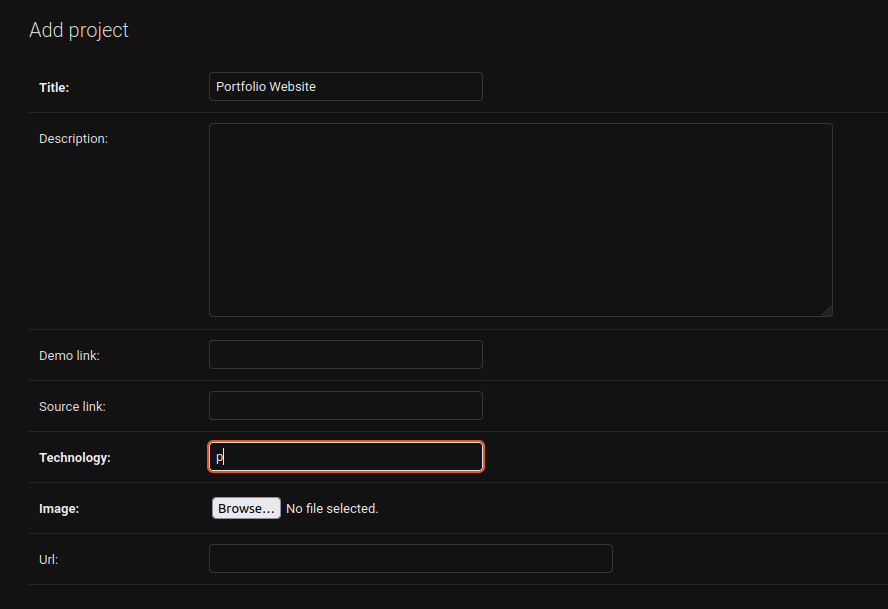 Add project
Title: Portfolio Website
Description:
Demo link:
Source link:
Technology: p
Image: Browse... No file selected.
Url: